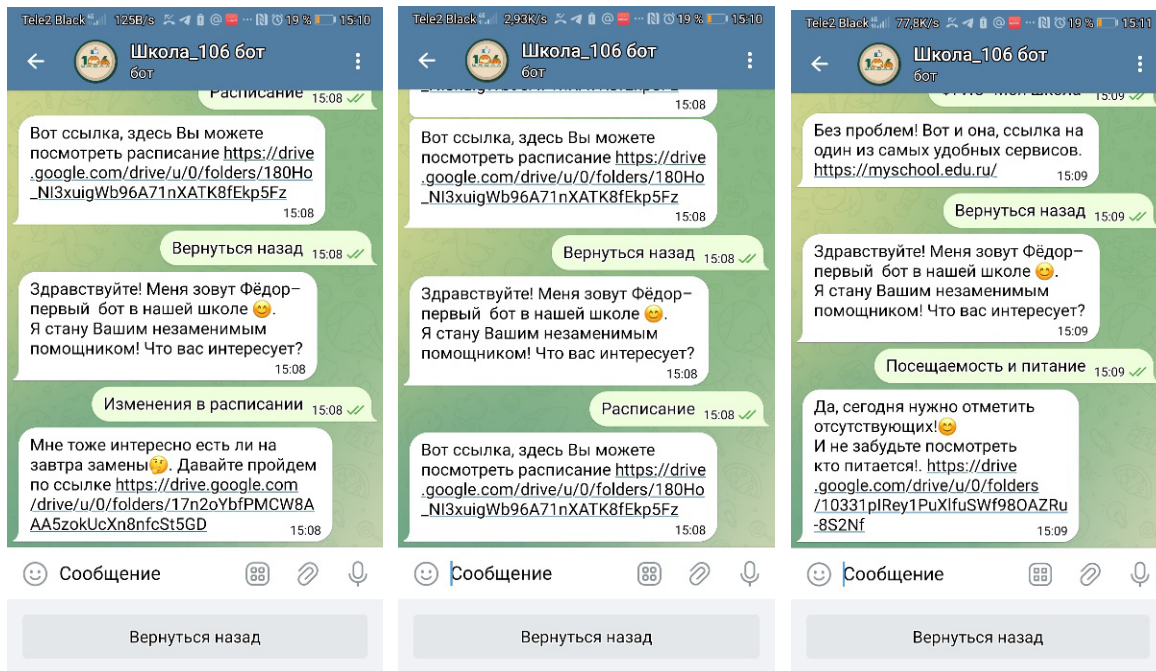 Tele2 Black 125B/s 19 % 15:10
Школа_106 бот
бот
Расписание 15:08
Вот ссылка, здесь Вы можете
посмотреть расписание https://drive
.google.com/drive/u/0/folders/180Ho
_NI3xuigWb96A71nXATK8fEkp5Fz
15:08
Вернуться назад 15:08
Здравствуйте! Меня зовут Фёдор–
первый бот в нашей школе 😊.
Я стану Вашим незаменимым
помощником! Что вас интересует?
15:08
Изменения в расписании 15:08
Мне тоже интересно есть ли на
завтра замены🤔. Давайте пройдем
по ссылке https://drive.google.com
/drive/u/0/folders/17n2oYbfPMCW8A
AA5zokUcXn8nfcSt5GD
15:08
Сообщение
Вернуться назад
Tele2 Black 2,93K/s 19 % 15:10
Школа_106 бот
бот
15:08
Вот ссылка, здесь Вы можете
посмотреть расписание https://drive
.google.com/drive/u/0/folders/180Ho
_NI3xuigWb96A71nXATK8fEkp5Fz
15:08
Вернуться назад 15:08
Здравствуйте! Меня зовут Фёдор–
первый бот в нашей школе 😊.
Я стану Вашим незаменимым
помощником! Что вас интересует?
15:08
Расписание 15:08
Вот ссылка, здесь Вы можете
посмотреть расписание https://drive
.google.com/drive/u/0/folders/180Ho
_NI3xuigWb96A71nXATK8fEkp5Fz
15:08
Сообщение
Вернуться назад
Tele2 Black 77,8K/s 19 % 15:11
Школа_106 бот
бот
15:09
Без проблем! Вот и она, ссылка на
один из самых удобных сервисов.
https://myschool.edu.ru/
15:09
Вернуться назад 15:09
Здравствуйте! Меня зовут Фёдор–
первый бот в нашей школе 😊.
Я стану Вашим незаменимым
помощником! Что вас интересует?
15:09
Посещаемость и питание 15:09
Да, сегодня нужно отметить
отсутствующих!😊
И не забудьте посмотреть
кто питается!. https://drive
.google.com/drive/u/0/folders
/10331pIRey1PuXlfuSWf98OAZRu
-8S2Nf
15:09
Сообщение
Вернуться назад